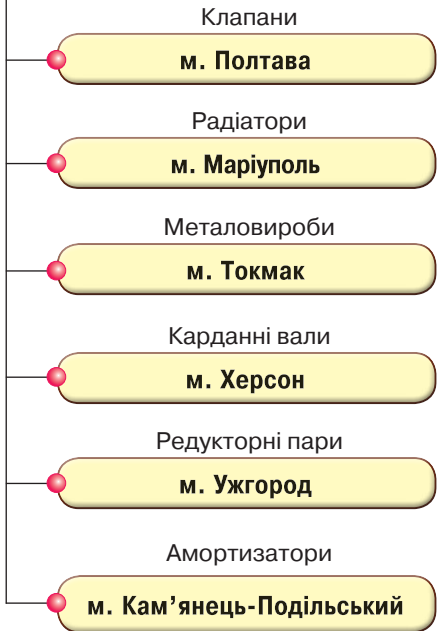 Клапани
м. Полтава
Радіатори
м. Маріуполь
Металовироби
м. Токмак
Карданні вали
м. Херсон
Редукторні пари
м. Ужгород
Амортизатори
м. Кам’янець-Подільський